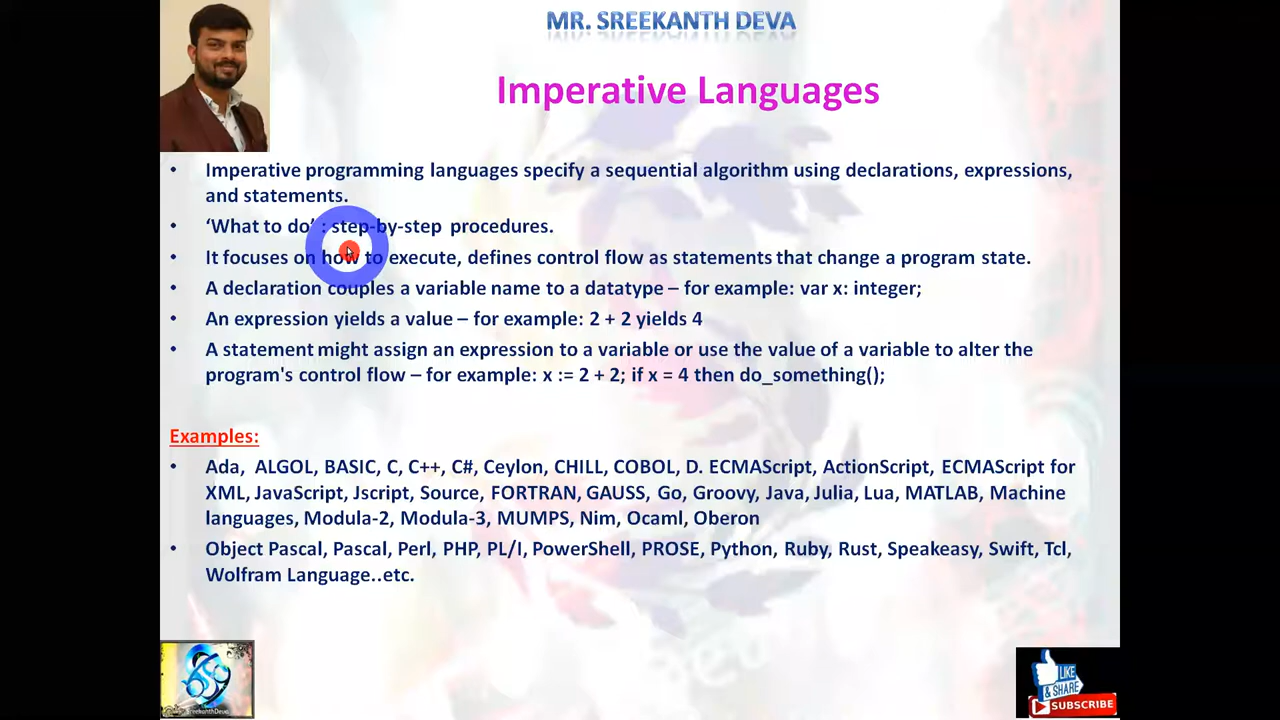 MR. SREEKANTH DEVA
Imperative Languages
• Imperative programming languages specify a sequential algorithm using declarations, expressions,
and statements.
• ‘What to do’ : step-by-step procedures.
• It focuses on how to execute, defines control flow as statements that change a program state.
• A declaration couples a variable name to a datatype – for example: var x: integer;
• An expression yields a value – for example: 2 + 2 yields 4
• A statement might assign an expression to a variable or use the value of a variable to alter the
program's control flow – for example: x := 2 + 2; if x = 4 then do_something();
Examples:
• Ada, ALGOL, BASIC, C, C++, C#, Ceylon, CHILL, COBOL, D. ECMAScript, ActionScript, ECMAScript for
XML, JavaScript, Jscript, Source, FORTRAN, GAUSS, Go, Groovy, Java, Julia, Lua, MATLAB, Machine
languages, Modula-2, Modula-3, MUMPS, Nim, Ocaml, Oberon
• Object Pascal, Pascal, Perl, PHP, PL/I, PowerShell, PROSE, Python, Ruby, Rust, Speakeasy, Swift, Tcl,
Wolfram Language..etc.
SreekanthDeva
LIKE
& SHARE
SUBSCRIBE